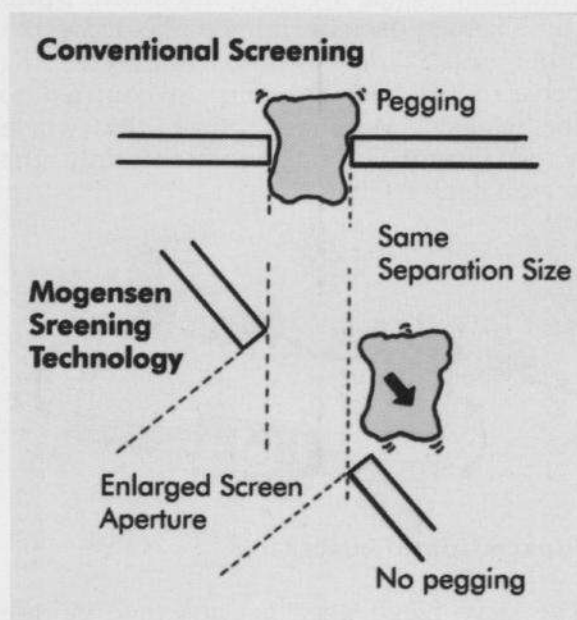 Conventional Screening
Pegging
Same
Separation Size
Mogensen
Sreening
Technology
Enlarged Screen
Aperture
No pegging